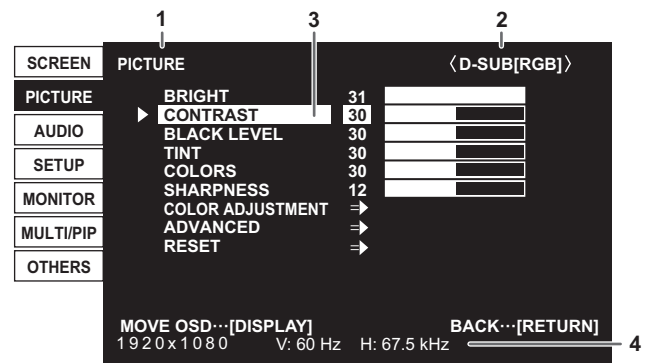 1 3 2
SCREEN
PICTURE
AUDIO
SETUP
MONITOR
MULTI/PIP
OTHERS
PICTURE 〈D-SUB[RGB]〉
BRIGHT 31
CONTRAST 30
BLACK LEVEL 30
TINT 30
COLORS 30
SHARPNESS 12
COLOR ADJUSTMENT
ADVANCED
RESET
MOVE OSD···[DISPLAY] BACK···[RETURN]
1920x1080 V: 60 Hz H: 67.5 kHz 4